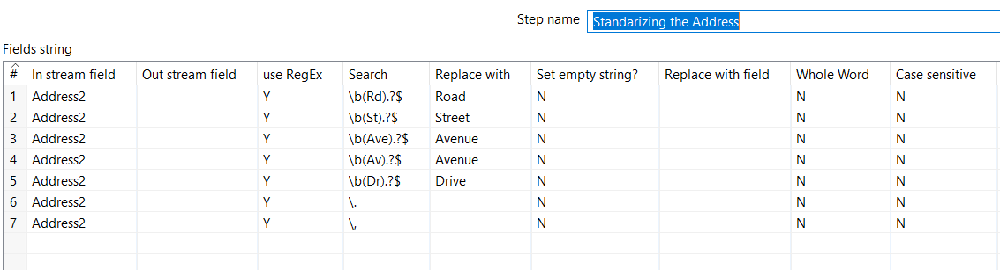 Step name Standarizing the Address
Fields string
# In stream field Out stream field use RegEx Search Replace with Set empty string? Replace with field Whole Word Case sensitive
1 Address2 Y \b(Rd).?$ Road N N N
2 Address2 Y \b(St).?$ Street N N N
3 Address2 Y \b(Ave).?$ Avenue N N N
4 Address2 Y \b(Av).?$ Avenue N N N
5 Address2 Y \b(Dr).?$ Drive N N N
6 Address2 Y \. N N N
7 Address2 Y \, N N N